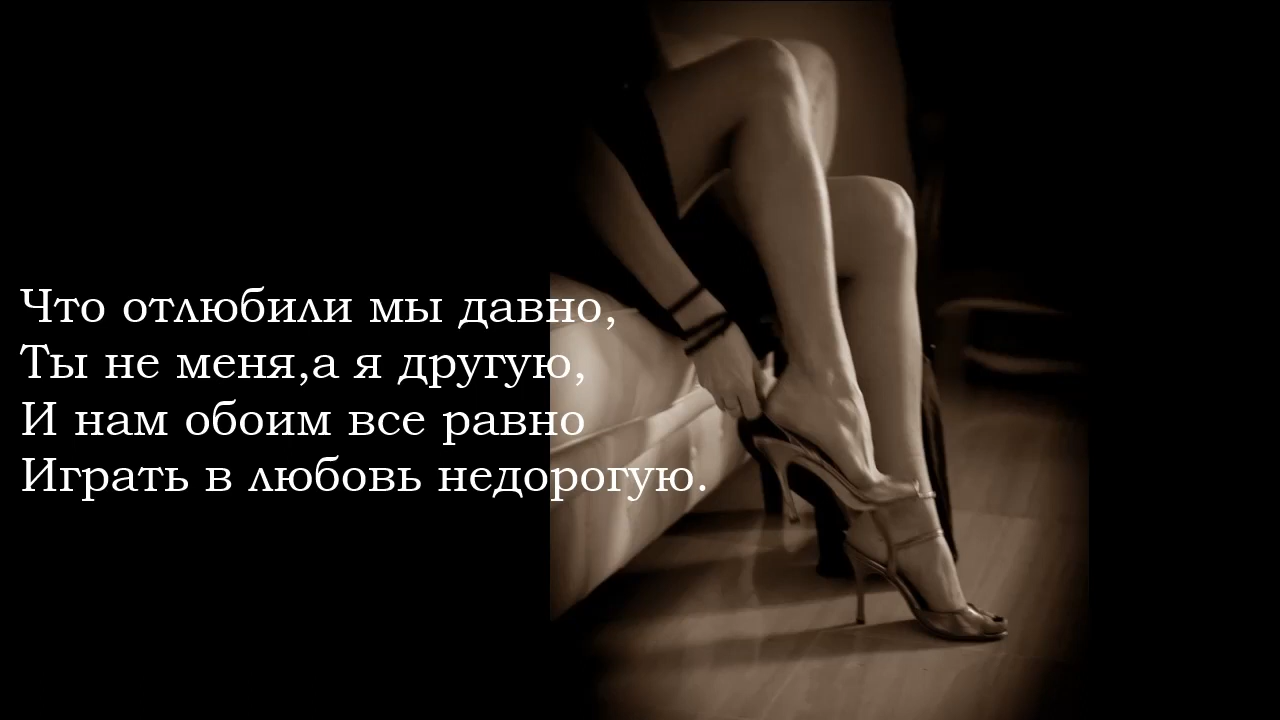 Что отлюбили мы давно,
Ты не меня,а я другую,
И нам обоим все равно
Играть в любовь недорогую.